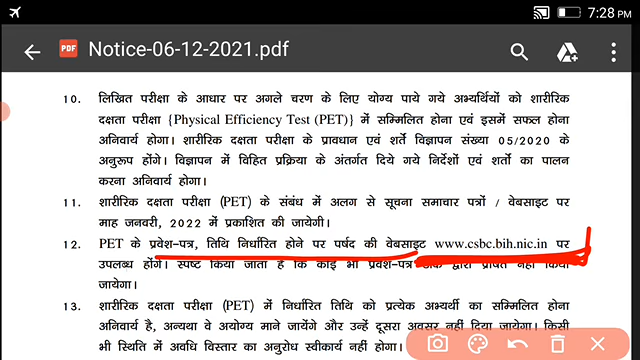 7:28 PM
PDF Notice-06-12-2021.pdf
10. लिखित परीक्षा के आधार पर अगले चरण के लिए योग्य पाये गये अभ्यर्थियों को शारीरिक
दक्षता परीक्षा {Physical Efficiency Test (PET)} में सम्मिलित होना एवं इसमें सफल होना
अनिवार्य होगा। शारीरिक दक्षता परीक्षा के प्रावधान एवं शर्ते विज्ञापन संख्या 05/2020 के
अनुरूप होंगे। विज्ञापन में विहित प्रक्रिया के अंतर्गत दिये गये निर्देशों एवं शर्तो का पालन
करना अनिवार्य होगा।
11. शारीरिक दक्षता परीक्षा (PET) के संबंध में अलग से सूचना समाचार पत्रों / वेबसाइट पर
माह जनवरी, 2022 में प्रकाशित की जायेगी।
12. PET के प्रवेश-पत्र, तिथि निर्धारित होने पर पर्षद की वेबसाइट www.csbc.bih.nic.in पर
उपलब्ध होंगे। स्पष्ट किया जाता है कि कोई भी प्रवेश-पत्र डाक द्वारा प्रेषित नहीं किया
जायेगा।
13. शारीरिक दक्षता परीक्षा (PET) में निर्धारित तिथि को प्रत्येक अभ्यर्थी का सम्मिलित होना
अनिवार्य है, अन्यथा वे अयोग्य माने जायेंगे और उन्हें दूसरा अवसर नहीं दिया जायेगा। किसी
भी स्थिति में अवधि विस्तार का अनुरोध स्वीकार्य नहीं होगा।